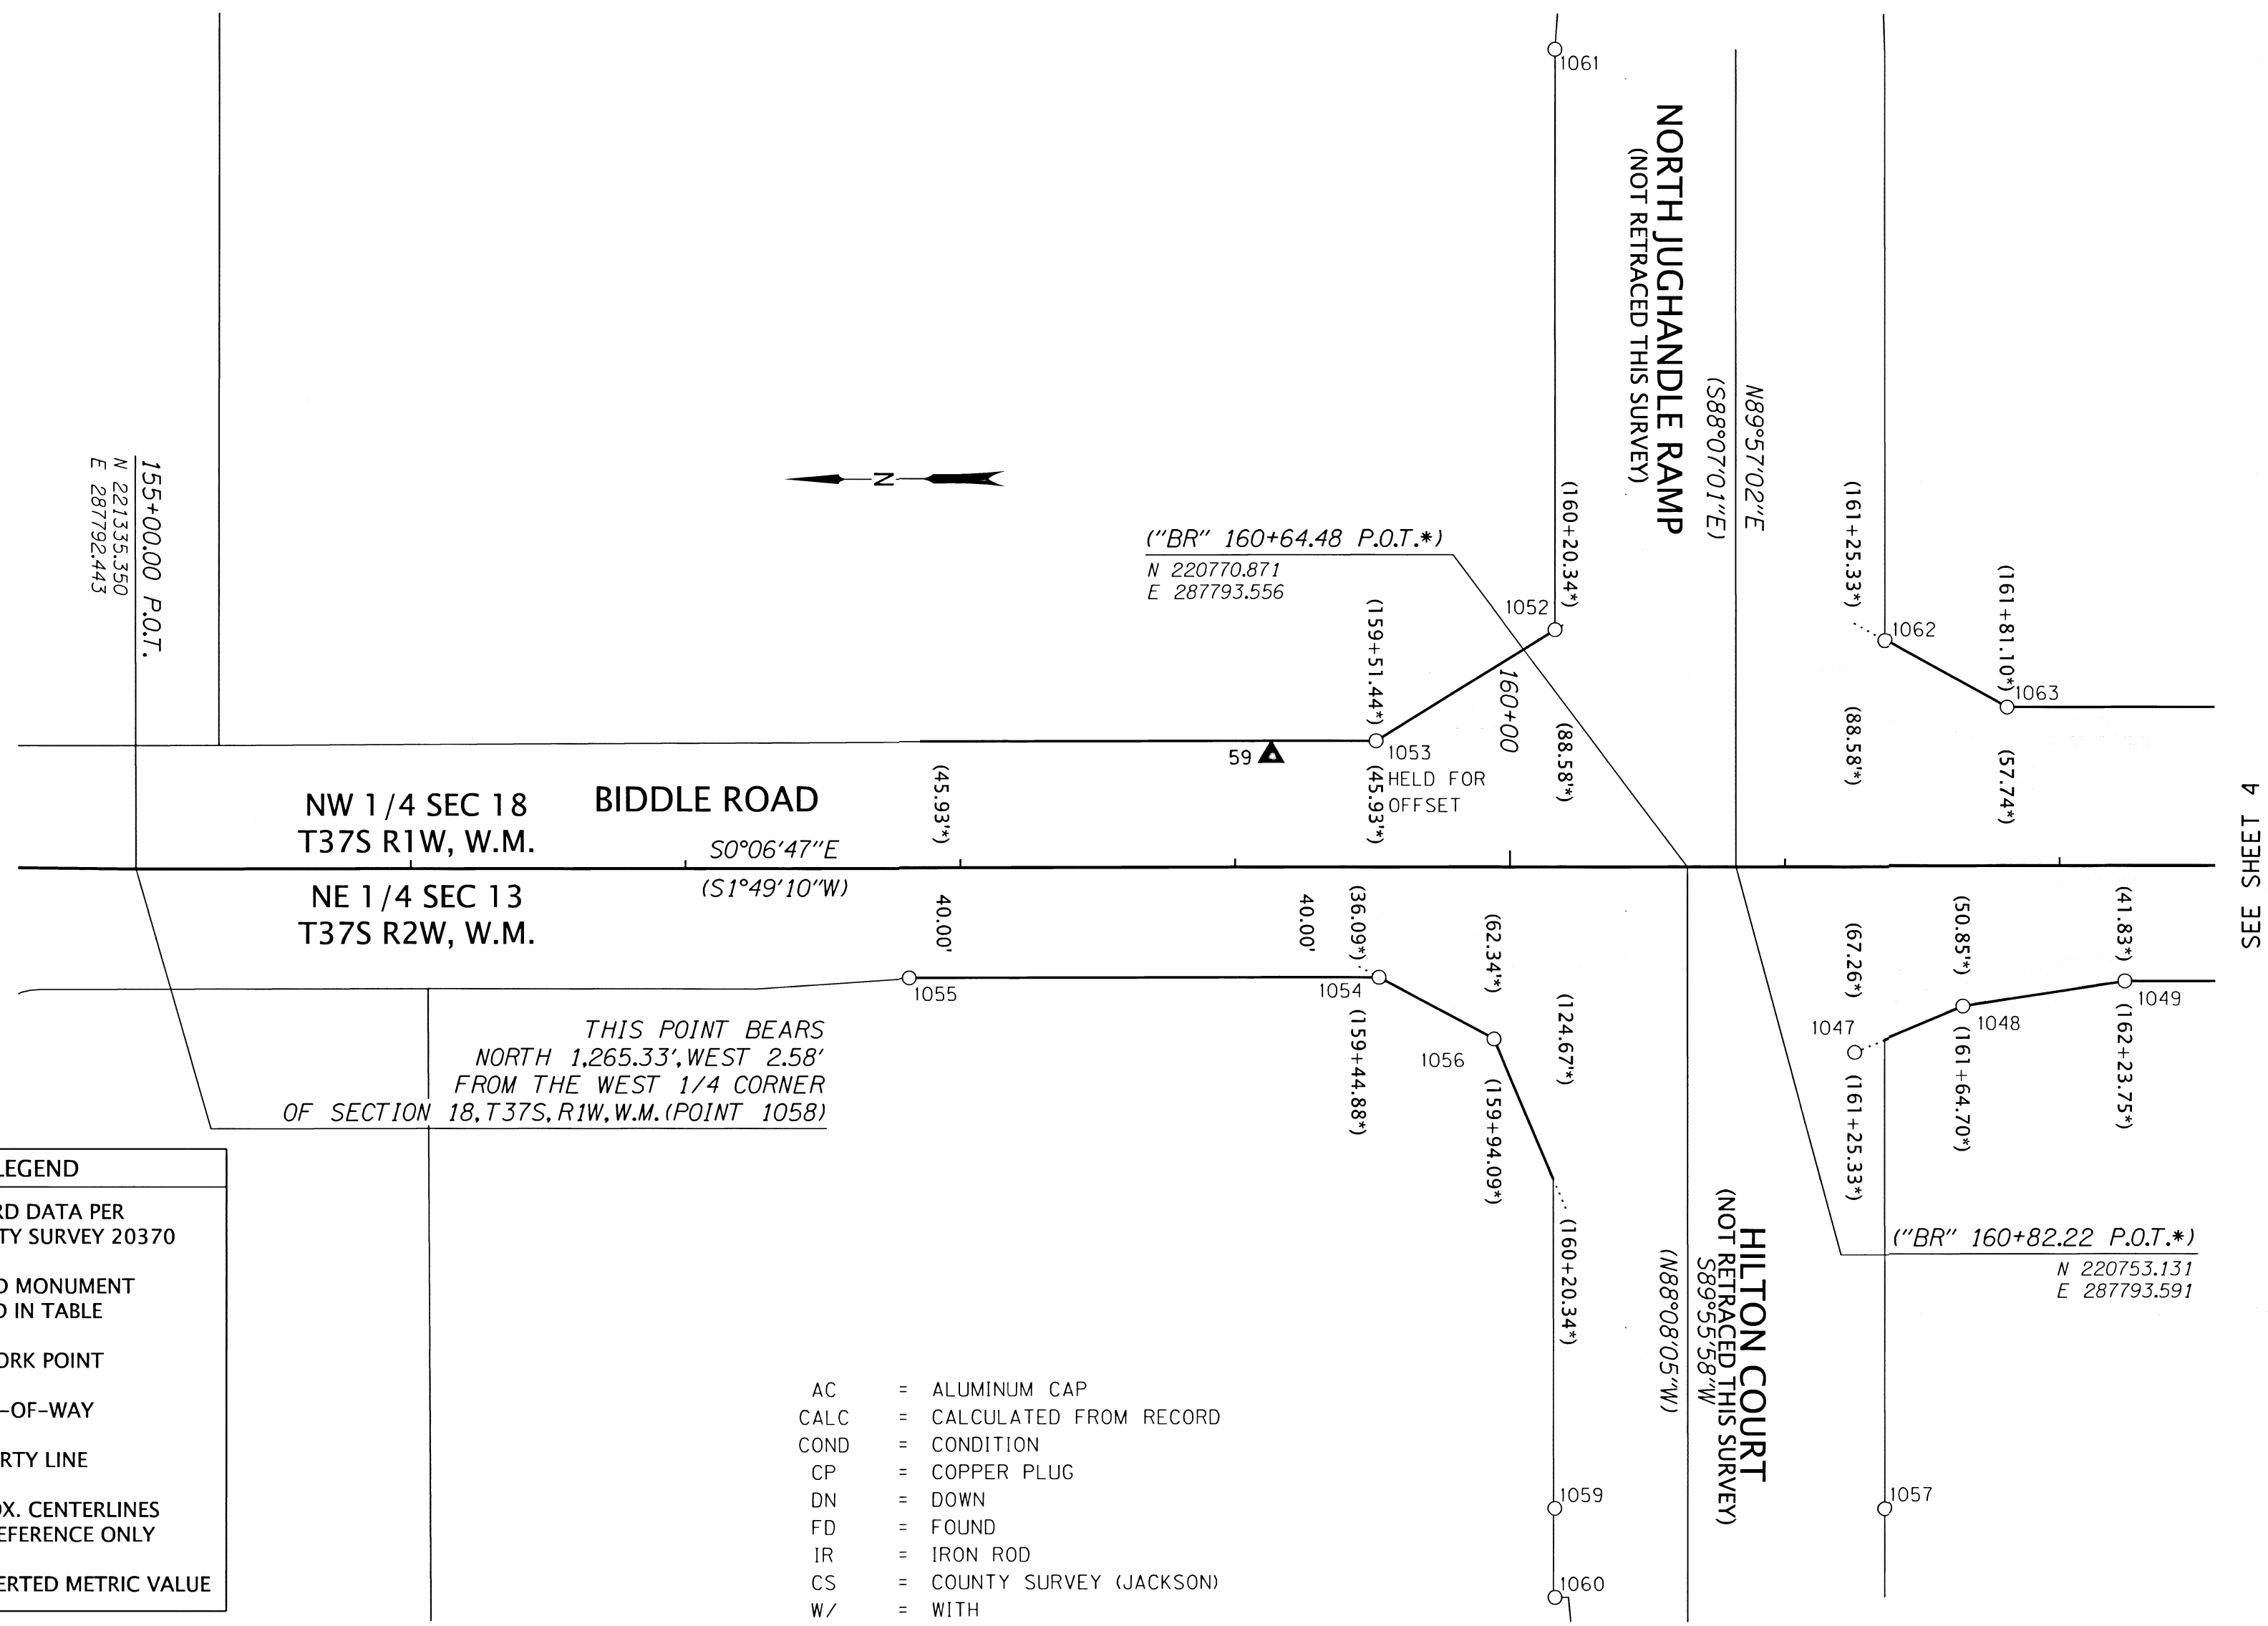 1061
NORTH JUGHANDLE RAMP
(NOT RETRACED THIS SURVEY)
N89°57'02"E
(S88°07'01"E)
155+00.00 P.O.T.
N 221335.350
E 287792.443
N
("BR" 160+64.48 P.O.T.*)
N 220770.871
E 287793.556
(160+20.34*)
1052
(159+51.44*)
160+00
(88.58'*)
(161+25.33*)
1062
(161+81.10*)
1063
(88.58'*)
(57.74*)
59
1053
HELD FOR
OFFSET
(45.93'*)
(45.93'*)
NW 1/4 SEC 18
T37S R1W, W.M.
BIDDLE ROAD
S0°06'47"E
(S1°49'10"W)
NE 1/4 SEC 13
T37S R2W, W.M.
SEE SHEET 4
40.00'
40.00'
(36.09*)
(62.34'*)
(124.67'*)
(67.26*)
(50.85'*)
(41.83*)
1055
1054
1056
(159+44.88*)
(159+94.09*)
(160+20.34*)
1047
1048
1049
(161+25.33*)
(161+64.70*)
(162+23.75*)
THIS POINT BEARS
NORTH 1,265.33', WEST 2.58'
FROM THE WEST 1/4 CORNER
OF SECTION 18, T37S, R1W, W.M. (POINT 1058)
("BR" 160+82.22 P.O.T.*)
N 220753.131
E 287793.591
HILTON COURT
(NOT RETRACED THIS SURVEY)
S89°55'58"W
(N88°08'05"W)
1059
1060
1057
LEGEND
RD DATA PER
TY SURVEY 20370
D MONUMENT
D IN TABLE
ORK POINT
-OF-WAY
RTY LINE
OX. CENTERLINES
EFERENCE ONLY
ERTED METRIC VALUE
AC = ALUMINUM CAP
CALC = CALCULATED FROM RECORD
COND = CONDITION
CP = COPPER PLUG
DN = DOWN
FD = FOUND
IR = IRON ROD
CS = COUNTY SURVEY (JACKSON)
W/ = WITH